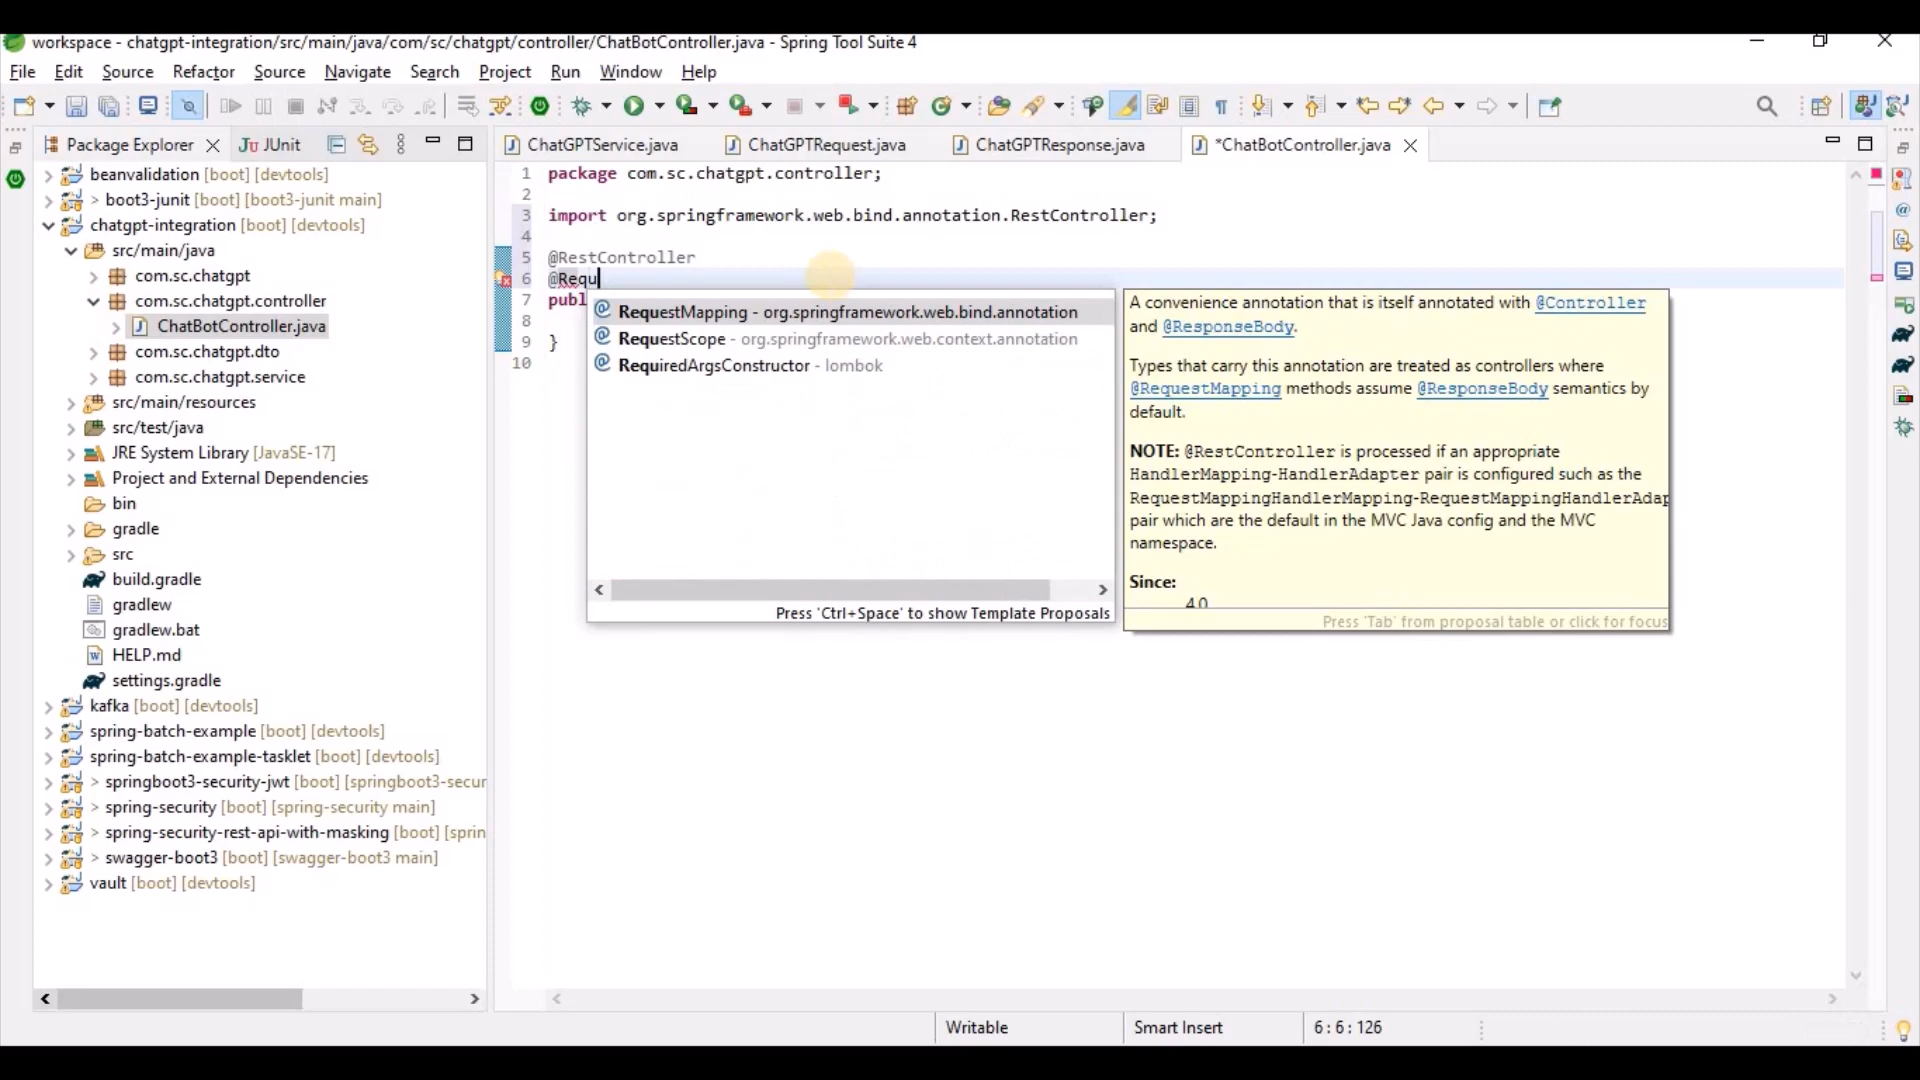 workspace - chatgpt-integration/src/main/java/com/sc/chatgpt/controller/ChatBotController.java - Spring Tool Suite 4
File Edit Source Refactor Source Navigate Search Project Run Window Help
Package Explorer
JUnit
beanvalidation [boot] [devtools]
> boot3-junit [boot] [boot3-junit main]
chatgpt-integration [boot] [devtools]
src/main/java
com.sc.chatgpt
com.sc.chatgpt.controller
ChatBotController.java
com.sc.chatgpt.dto
com.sc.chatgpt.service
src/main/resources
src/test/java
JRE System Library [JavaSE-17]
Project and External Dependencies
bin
gradle
src
build.gradle
gradlew
gradlew.bat
HELP.md
settings.gradle
kafka [boot] [devtools]
spring-batch-example [boot] [devtools]
spring-batch-example-tasklet [boot] [devtools]
> springboot3-security-jwt [boot] [springboot3-secur
> spring-security [boot] [spring-security main]
> spring-security-rest-api-with-masking [boot] [sprin
> swagger-boot3 [boot] [swagger-boot3 main]
vault [boot] [devtools]
ChatGPTService.java
ChatGPTRequest.java
ChatGPTResponse.java
*ChatBotController.java
1 package com.sc.chatgpt.controller;
2
3 import org.springframework.web.bind.annotation.RestController;
4
5 @RestController
6 @Requ
7 publ
8
9 }
10
RequestMapping - org.springframework.web.bind.annotation
RequestScope - org.springframework.web.context.annotation
RequiredArgsConstructor - lombok
Press 'Ctrl+Space' to show Template Proposals
A convenience annotation that is itself annotated with @Controller
and @ResponseBody.
Types that carry this annotation are treated as controllers where
@RequestMapping methods assume @ResponseBody semantics by
default.
NOTE: @RestController is processed if an appropriate
HandlerMapping-HandlerAdapter pair is configured such as the
RequestMappingHandlerMapping-RequestMappingHandlerAdap
pair which are the default in the MVC Java config and the MVC
namespace.
Since:
4.0
Press 'Tab' from proposal table or click for focus
Writable
Smart Insert
6 : 6 : 126